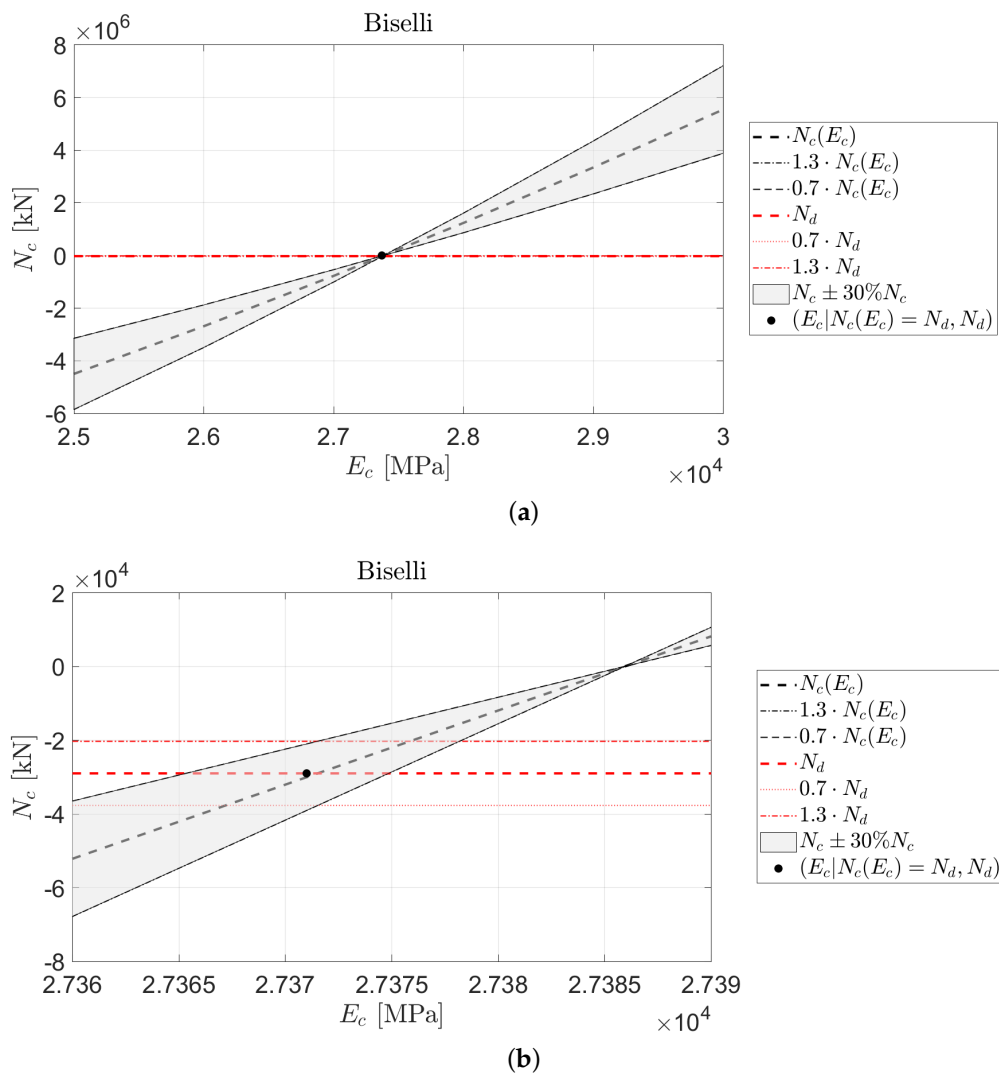 Biselli
×10^6
8
6
4
2
0
-2
-4
-6
N_c [kN]
2.5 2.6 2.7 2.8 2.9 3
E_c [MPa]
×10^4
N_c(E_c)
1.3 · N_c(E_c)
0.7 · N_c(E_c)
N_d
0.7 · N_d
1.3 · N_d
N_c ± 30%N_c
(E_c|N_c(E_c) = N_d, N_d)
(a)
Biselli
×10^4
2
0
-2
-4
-6
-8
N_c [kN]
2.736 2.7365 2.737 2.7375 2.738 2.7385 2.739
E_c [MPa]
×10^4
N_c(E_c)
1.3 · N_c(E_c)
0.7 · N_c(E_c)
N_d
0.7 · N_d
1.3 · N_d
N_c ± 30%N_c
(E_c|N_c(E_c) = N_d, N_d)
(b)